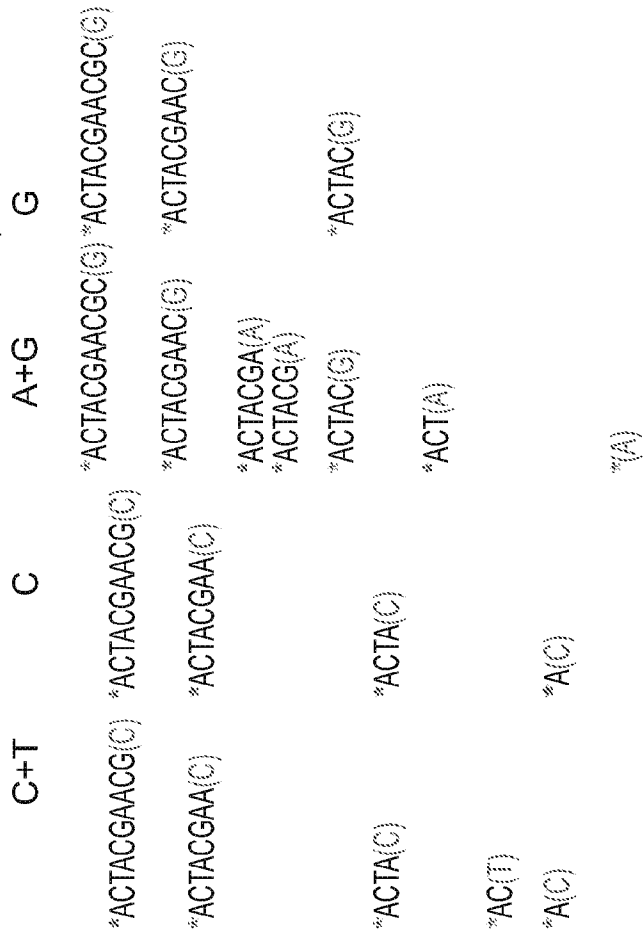 C+T C A+G G
*ACTACGAACGC(G) *ACTACGAACGC(G)
*ACTACGAACG(C) *ACTACGAACG(C)
*ACTACGAAC(G) *ACTACGAAC(G)
*ACTACGAA(C) *ACTACGAA(C)
*ACTACGA(A)
*ACTACG(A)
*ACTAC(G) *ACTAC(G)
*ACTA(C) *ACTA(C)
*ACT(A)
*AC(T)
*A(C) *A(C)
*(A)